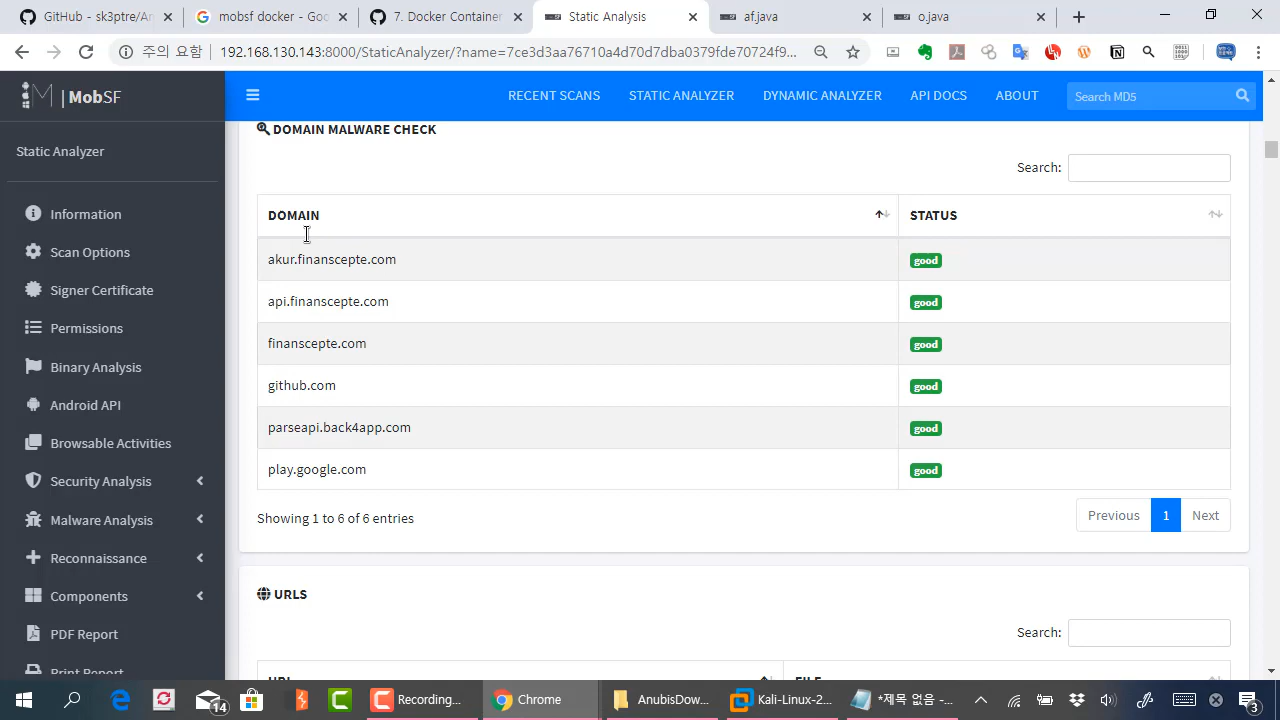 GitHub - sk3ptre/An
mobsf docker - Goo
7. Docker Container
Static Analysis
af.java
o.java
주의 요함
192.168.130.143:8000/StaticAnalyzer/?name=7ce3d3aa76710a4d70d7dba0379fde70724f9...
| MobSF
RECENT SCANS
STATIC ANALYZER
DYNAMIC ANALYZER
API DOCS
ABOUT
Search MD5
Static Analyzer
Information
Scan Options
Signer Certificate
Permissions
Binary Analysis
Android API
Browsable Activities
Security Analysis
Malware Analysis
Reconnaissance
Components
PDF Report
Print Report
DOMAIN MALWARE CHECK
Search:
DOMAIN STATUS
akur.finanscepte.com good
api.finanscepte.com good
finanscepte.com good
github.com good
parseapi.back4app.com good
play.google.com good
Showing 1 to 6 of 6 entries
Previous 1 Next
URLS
Search:
URL FILE
14
Recording...
Chrome
AnubisDow...
Kali-Linux-2...
*제목 없음 -...
3